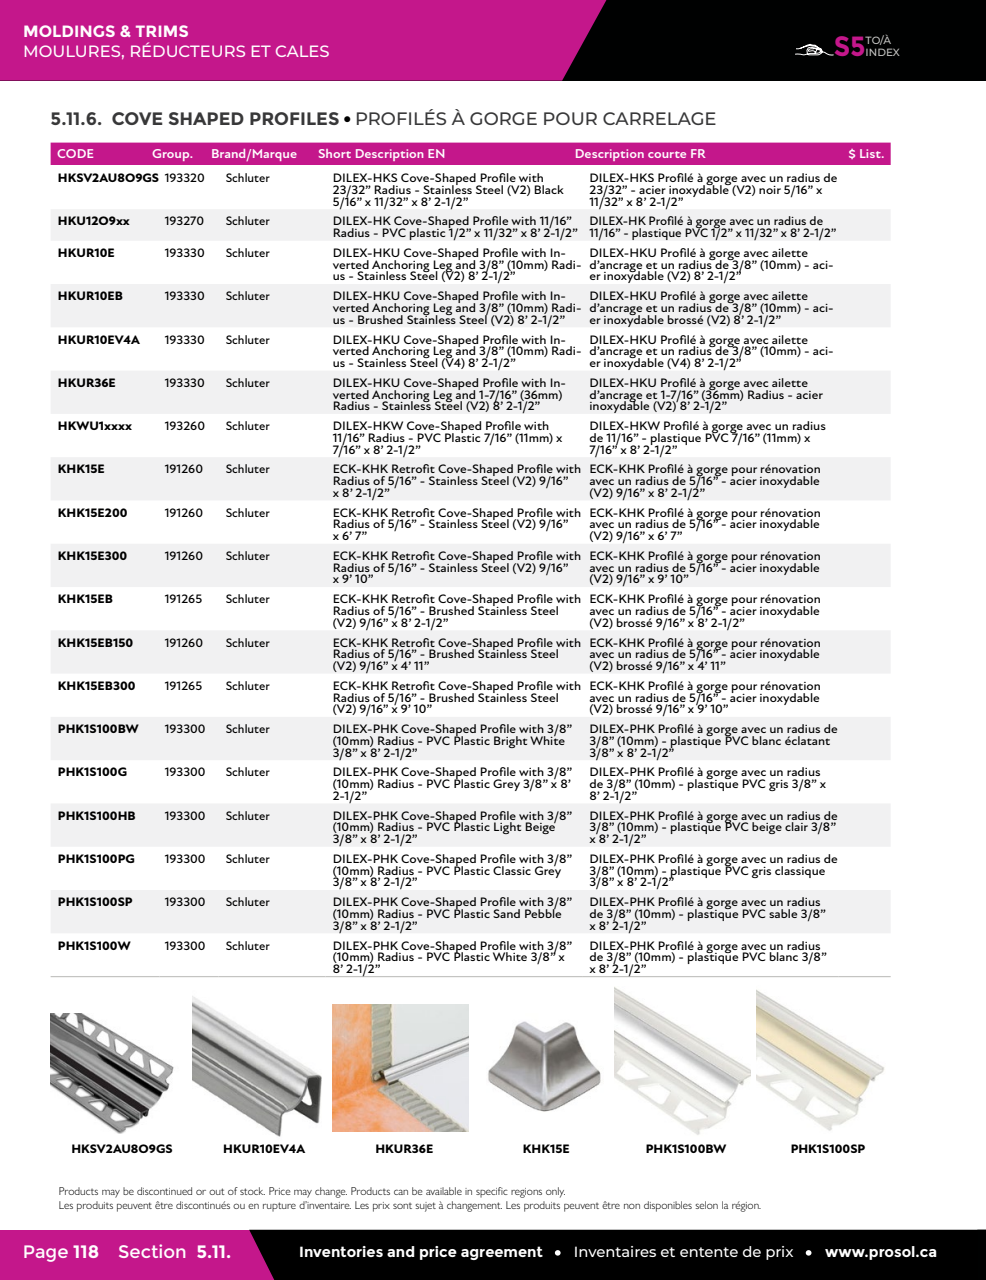 MOLDINGS & TRIMS
MOULURES, RÉDUCTEURS ET CALES
S5 TO/À INDEX
5.11.6. COVE SHAPED PROFILES • PROFILÉS À GORGE POUR CARRELAGE
CODE Group. Brand/Marque Short Description EN Description courte FR $ List.
HKSV2AU8O9GS 193320 Schluter DILEX-HKS Cove-Shaped Profile with DILEX-HKS Profilé à gorge avec un radius de
23/32” Radius - Stainless Steel (V2) Black 23/32” - acier inoxydable (V2) noir 5/16” x
5/16” x 11/32” x 8’ 2-1/2” 11/32” x 8’ 2-1/2”
HKU12O9xx 193270 Schluter DILEX-HK Cove-Shaped Profile with 11/16” DILEX-HK Profilé à gorge avec un radius de
Radius - PVC plastic 1/2” x 11/32” x 8’ 2-1/2” 11/16” - plastique PVC 1/2” x 11/32” x 8’ 2-1/2”
HKUR10E 193330 Schluter DILEX-HKU Cove-Shaped Profile with In- DILEX-HKU Profilé à gorge avec ailette
verted Anchoring Leg and 3/8” (10mm) Radi- d’ancrage et un radius de 3/8” (10mm) - aci-
us - Stainless Steel (V2) 8’ 2-1/2” er inoxydable (V2) 8’ 2-1/2”
HKUR10EB 193330 Schluter DILEX-HKU Cove-Shaped Profile with In- DILEX-HKU Profilé à gorge avec ailette
verted Anchoring Leg and 3/8” (10mm) Radi- d’ancrage et un radius de 3/8” (10mm) - aci-
us - Brushed Stainless Steel (V2) 8’ 2-1/2” er inoxydable brossé (V2) 8’ 2-1/2”
HKUR10EV4A 193330 Schluter DILEX-HKU Cove-Shaped Profile with In- DILEX-HKU Profilé à gorge avec ailette
verted Anchoring Leg and 3/8” (10mm) Radi- d’ancrage et un radius de 3/8” (10mm) - aci-
us - Stainless Steel (V4) 8’ 2-1/2” er inoxydable (V4) 8’ 2-1/2”
HKUR36E 193330 Schluter DILEX-HKU Cove-Shaped Profile with In- DILEX-HKU Profilé à gorge avec ailette
verted Anchoring Leg and 1-7/16” (36mm) d’ancrage et 1-7/16” (36mm) Radius - acier
Radius - Stainless Steel (V2) 8’ 2-1/2” inoxydable (V2) 8’ 2-1/2”
HKWU1xxxx 193260 Schluter DILEX-HKW Cove-Shaped Profile with DILEX-HKW Profilé à gorge avec un radius
11/16” Radius - PVC Plastic 7/16” (11mm) x de 11/16” - plastique PVC 7/16” (11mm) x
7/16” x 8’ 2-1/2” 7/16” x 8’ 2-1/2”
KHK15E 191260 Schluter ECK-KHK Retrofit Cove-Shaped Profile with ECK-KHK Profilé à gorge pour rénovation
Radius of 5/16” - Stainless Steel (V2) 9/16” avec un radius de 5/16” - acier inoxydable
x 8’ 2-1/2” (V2) 9/16” x 8’ 2-1/2”
KHK15E200 191260 Schluter ECK-KHK Retrofit Cove-Shaped Profile with ECK-KHK Profilé à gorge pour rénovation
Radius of 5/16” - Stainless Steel (V2) 9/16” avec un radius de 5/16” - acier inoxydable
x 6’ 7” (V2) 9/16” x 6’ 7”
KHK15E300 191260 Schluter ECK-KHK Retrofit Cove-Shaped Profile with ECK-KHK Profilé à gorge pour rénovation
Radius of 5/16” - Stainless Steel (V2) 9/16” avec un radius de 5/16” - acier inoxydable
x 9’ 10” (V2) 9/16” x 9’ 10”
KHK15EB 191265 Schluter ECK-KHK Retrofit Cove-Shaped Profile with ECK-KHK Profilé à gorge pour rénovation
Radius of 5/16” - Brushed Stainless Steel avec un radius de 5/16” - acier inoxydable
(V2) 9/16” x 8’ 2-1/2” (V2) brossé 9/16” x 8’ 2-1/2”
KHK15EB150 191260 Schluter ECK-KHK Retrofit Cove-Shaped Profile with ECK-KHK Profilé à gorge pour rénovation
Radius of 5/16” - Brushed Stainless Steel avec un radius de 5/16” - acier inoxydable
(V2) 9/16” x 4’ 11” (V2) brossé 9/16” x 4’ 11”
KHK15EB300 191265 Schluter ECK-KHK Retrofit Cove-Shaped Profile with ECK-KHK Profilé à gorge pour rénovation
Radius of 5/16” - Brushed Stainless Steel avec un radius de 5/16” - acier inoxydable
(V2) 9/16” x 9’ 10” (V2) brossé 9/16” x 9’ 10”
PHK1S100BW 193300 Schluter DILEX-PHK Cove-Shaped Profile with 3/8” DILEX-PHK Profilé à gorge avec un radius de
(10mm) Radius - PVC Plastic Bright White 3/8” (10mm) - plastique PVC blanc éclatant
3/8” x 8’ 2-1/2” 3/8” x 8’ 2-1/2”
PHK1S100G 193300 Schluter DILEX-PHK Cove-Shaped Profile with 3/8” DILEX-PHK Profilé à gorge avec un radius
(10mm) Radius - PVC Plastic Grey 3/8” x 8’ de 3/8” (10mm) - plastique PVC gris 3/8” x
2-1/2” 8’ 2-1/2”
PHK1S100HB 193300 Schluter DILEX-PHK Cove-Shaped Profile with 3/8” DILEX-PHK Profilé à gorge avec un radius de
(10mm) Radius - PVC Plastic Light Beige 3/8” (10mm) - plastique PVC beige clair 3/8”
3/8” x 8’ 2-1/2” x 8’ 2-1/2”
PHK1S100PG 193300 Schluter DILEX-PHK Cove-Shaped Profile with 3/8” DILEX-PHK Profilé à gorge avec un radius de
(10mm) Radius - PVC Plastic Classic Grey 3/8” (10mm) - plastique PVC gris classique
3/8” x 8’ 2-1/2” 3/8” x 8’ 2-1/2”
PHK1S100SP 193300 Schluter DILEX-PHK Cove-Shaped Profile with 3/8” DILEX-PHK Profilé à gorge avec un radius
(10mm) Radius - PVC Plastic Sand Pebble de 3/8” (10mm) - plastique PVC sable 3/8”
3/8” x 8’ 2-1/2” x 8’ 2-1/2”
PHK1S100W 193300 Schluter DILEX-PHK Cove-Shaped Profile with 3/8” DILEX-PHK Profilé à gorge avec un radius
(10mm) Radius - PVC Plastic White 3/8” x de 3/8” (10mm) - plastique PVC blanc 3/8”
8’ 2-1/2” x 8’ 2-1/2”
HKSV2AU8O9GS HKUR10EV4A HKUR36E KHK15E PHK1S100BW PHK1S100SP
Products may be discontinued or out of stock. Price may change. Products can be available in specific regions only.
Les produits peuvent être discontinués ou en rupture d’inventaire. Les prix sont sujet à changement. Les produits peuvent être non disponibles selon la région.
Page 118 Section 5.11. Inventories and price agreement • Inventaires et entente de prix • www.prosol.ca